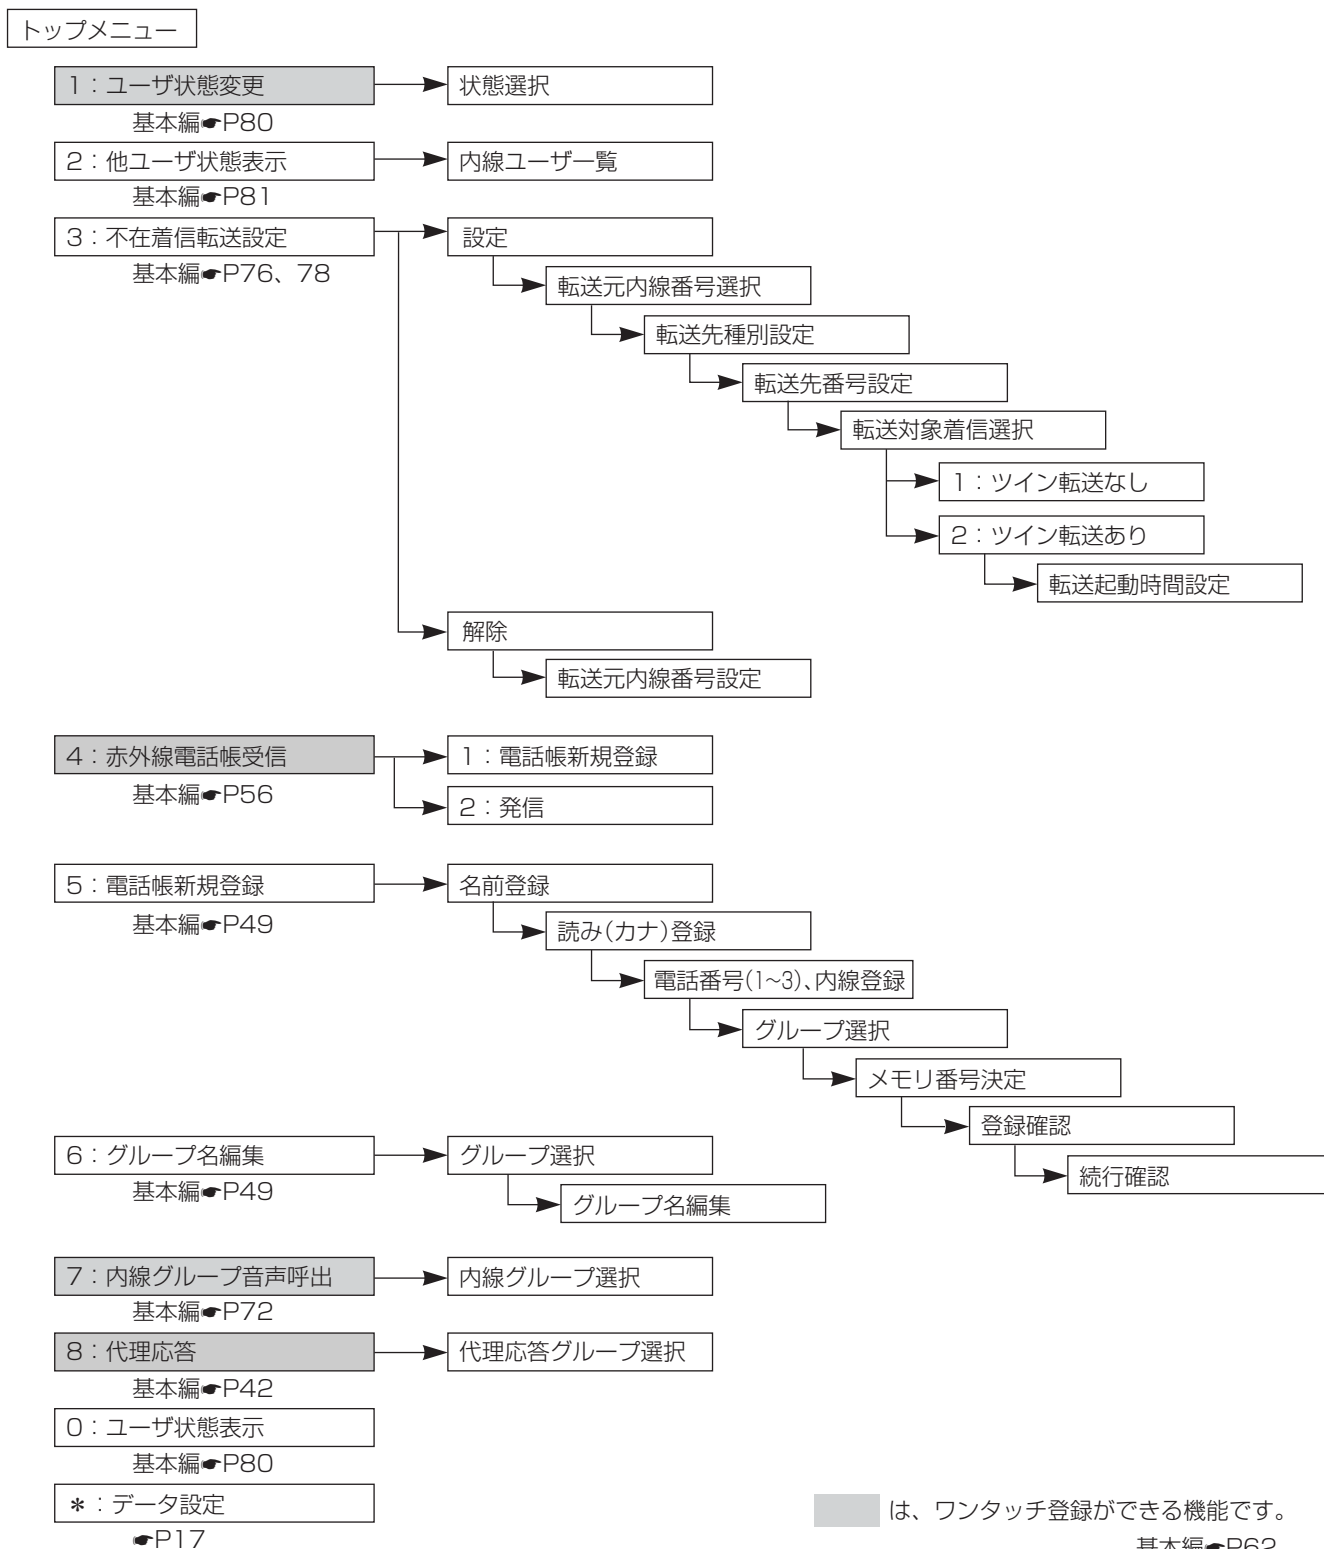 トップメニュー
1：ユーザ状態変更
状態選択
基本編☛P80
2：他ユーザ状態表示
内線ユーザ一覧
基本編☛P81
3：不在着信転送設定
設定
基本編☛P76、78
転送元内線番号選択
転送先種別設定
転送先番号設定
転送対象着信選択
1：ツイン転送なし
2：ツイン転送あり
転送起動時間設定
解除
転送元内線番号設定
4：赤外線電話帳受信
1：電話帳新規登録
基本編☛P56
2：発信
5：電話帳新規登録
名前登録
基本編☛P49
読み(カナ)登録
電話番号(1~3)、内線登録
グループ選択
メモリ番号決定
登録確認
続行確認
6：グループ名編集
グループ選択
基本編☛P49
グループ名編集
7：内線グループ音声呼出
内線グループ選択
基本編☛P72
8：代理応答
代理応答グループ選択
基本編☛P42
0：ユーザ状態表示
基本編☛P80
＊：データ設定
☛P17
は、ワンタッチ登録ができる機能です。
基本編☛P62